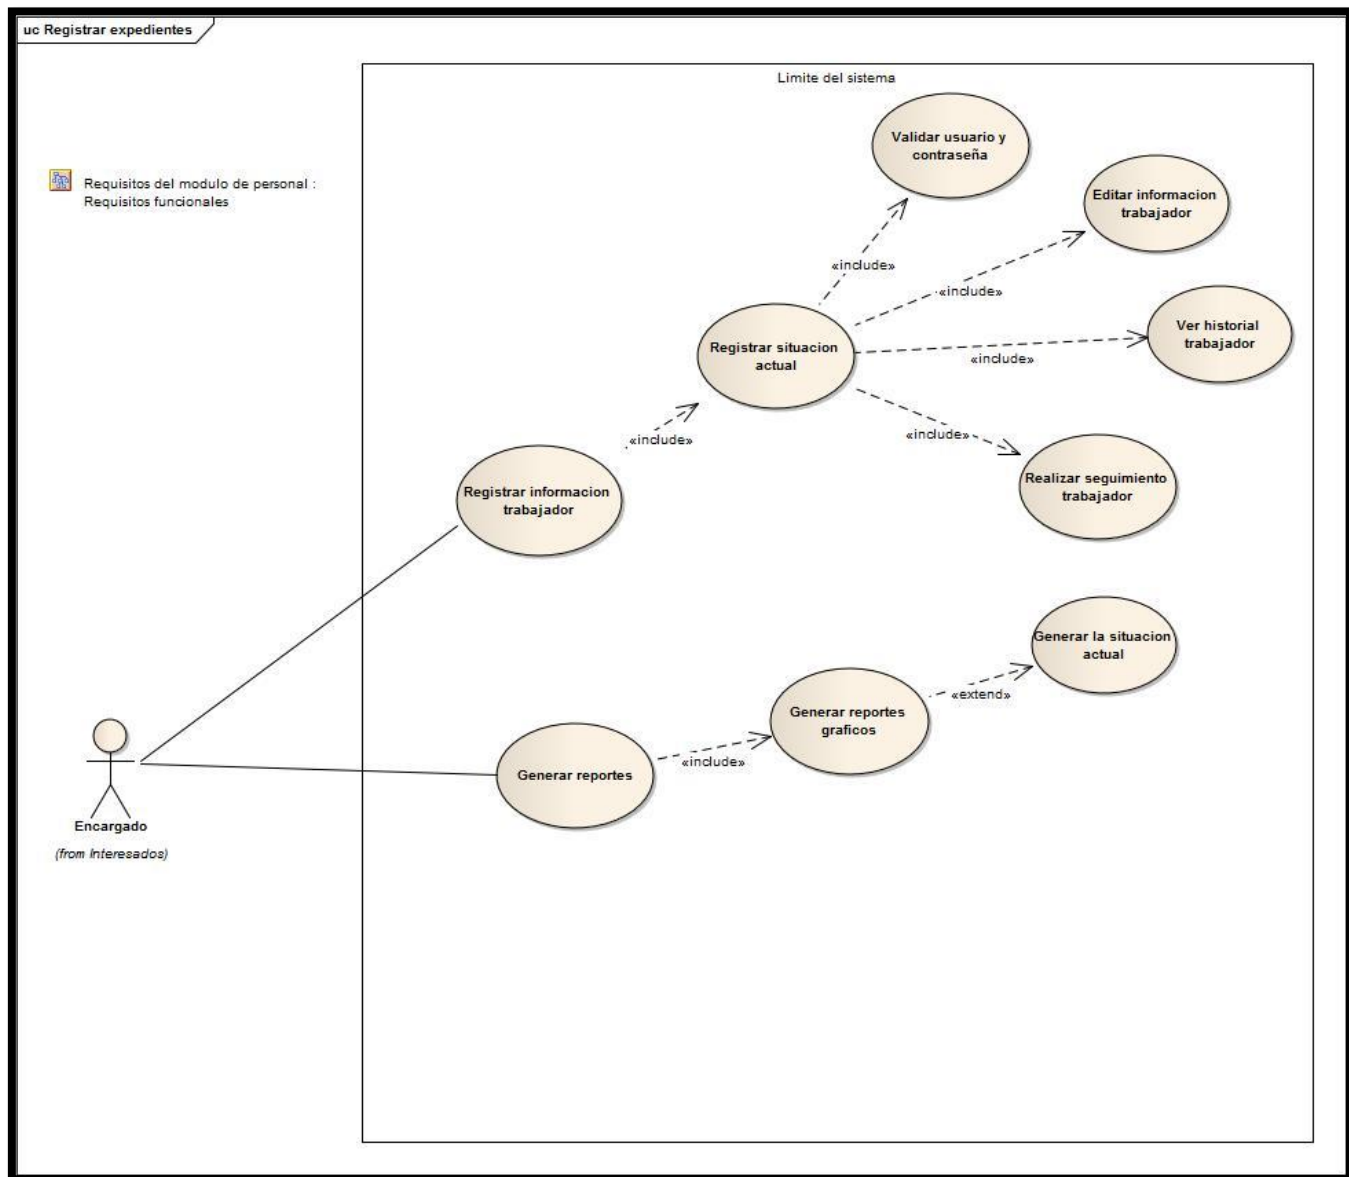 uc Registrar expedientes
Limite del sistema
Requisitos del modulo de personal :
Requisitos funcionales
Validar usuario y
contraseña
Editar informacion
trabajador
«include»
«include»
Ver historial
trabajador
Registrar situacion
actual
«include»
«include»
«include»
Realizar seguimiento
trabajador
Registrar informacion
trabajador
Generar la situacion
actual
«extend»
Generar reportes
graficos
«include»
Generar reportes
Encargado
(from Interesados)